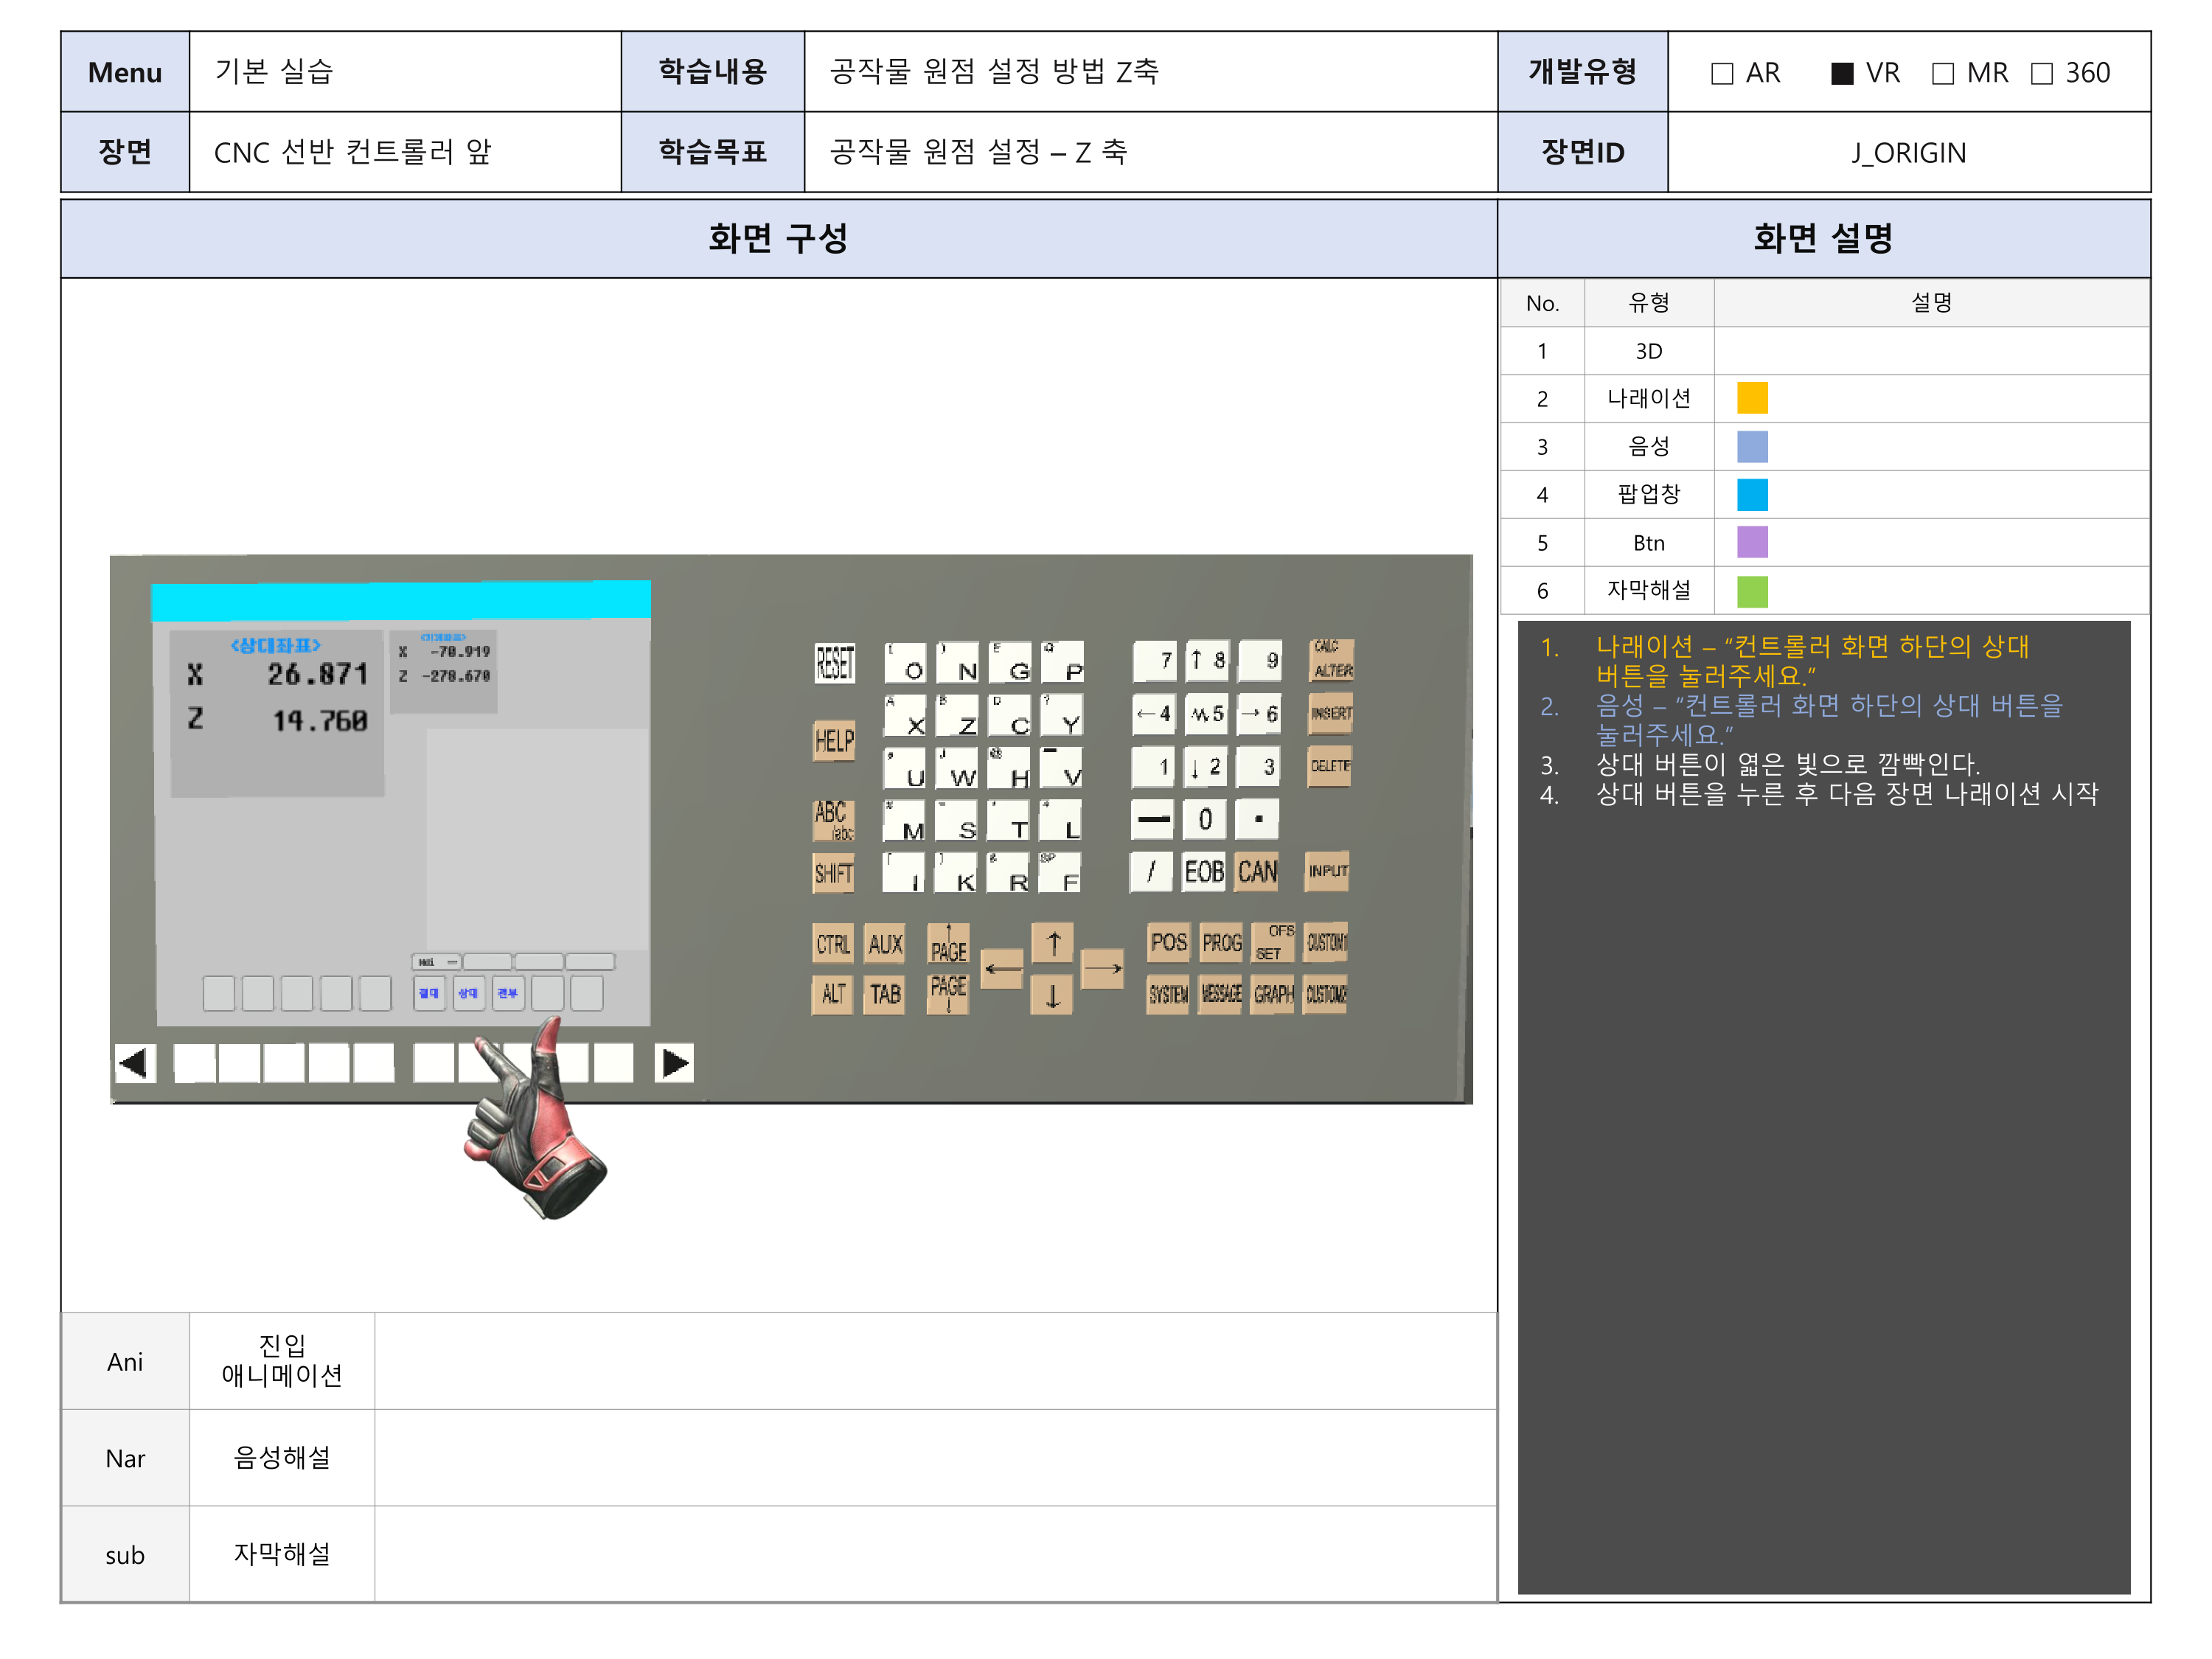 Menu 기본 실습 학습내용 공작물 원점 설정 방법 Z축 개발유형 □ AR ■ VR □ MR □ 360
장면 CNC 선반 컨트롤러 앞 학습목표 공작물 원점 설정 – Z 축 장면ID J_ORIGIN
화면 구성 화면 설명
No. 유형 설명
1 3D
2 나래이션
3 음성
4 팝업창
5 Btn
6 자막해설
1. 나래이션 – “컨트롤러 화면 하단의 상대
버튼을 눌러주세요.”
2. 음성 – “컨트롤러 화면 하단의 상대 버튼을
눌러주세요.”
3. 상대 버튼이 엷은 빛으로 깜빡인다.
4. 상대 버튼을 누른 후 다음 장면 나래이션 시작
<상대좌표>
X 26.871
Z 14.760
X -70.919
Z -278.670
절대 상대 전부
RESET O N G P 7 ↑ 8 9 CALC ALTER
HELP X Z C Y ← 4 5 → 6 INSERT
U W H V 1 ↓ 2 3 DELETE
ABC /abc M S T L — 0 .
SHIFT I K R SP F / EOB CAN INPUT
CTRL AUX PAGE ↑ ← ↑ → POS PROG OFS SET CUSTOM1
ALT TAB PAGE ↓ ↓ SYSTEM MESSAGE GRAPH CUSTOM2
Ani 진입
애니메이션
Nar 음성해설
sub 자막해설